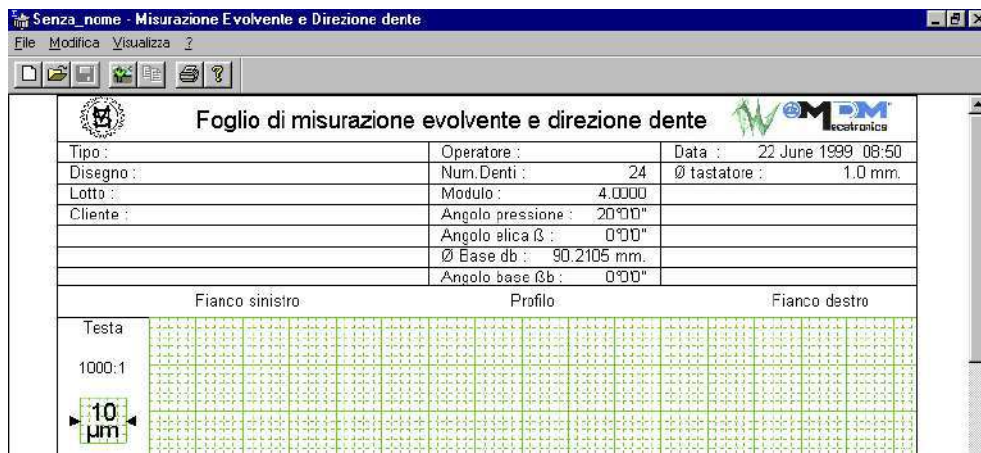 Senza_nome - Misurazione Evolvente e Direzione dente
File Modifica Visualizza ?
Foglio di misurazione evolvente e direzione dente
MDM
ecatronics
Tipo : Operatore : Data : 22 June 1999 08:50
Disegno : Num.Denti : 24 Ø tastatore : 1.0 mm.
Lotto : Modulo : 4.0000
Cliente : Angolo pressione : 20°0'0"
Angolo elica ß : 0°0'0"
Ø Base db : 90.2105 mm.
Angolo base ßb : 0°0'0"
Fianco sinistro Profilo Fianco destro
Testa
1000:1
10
µm